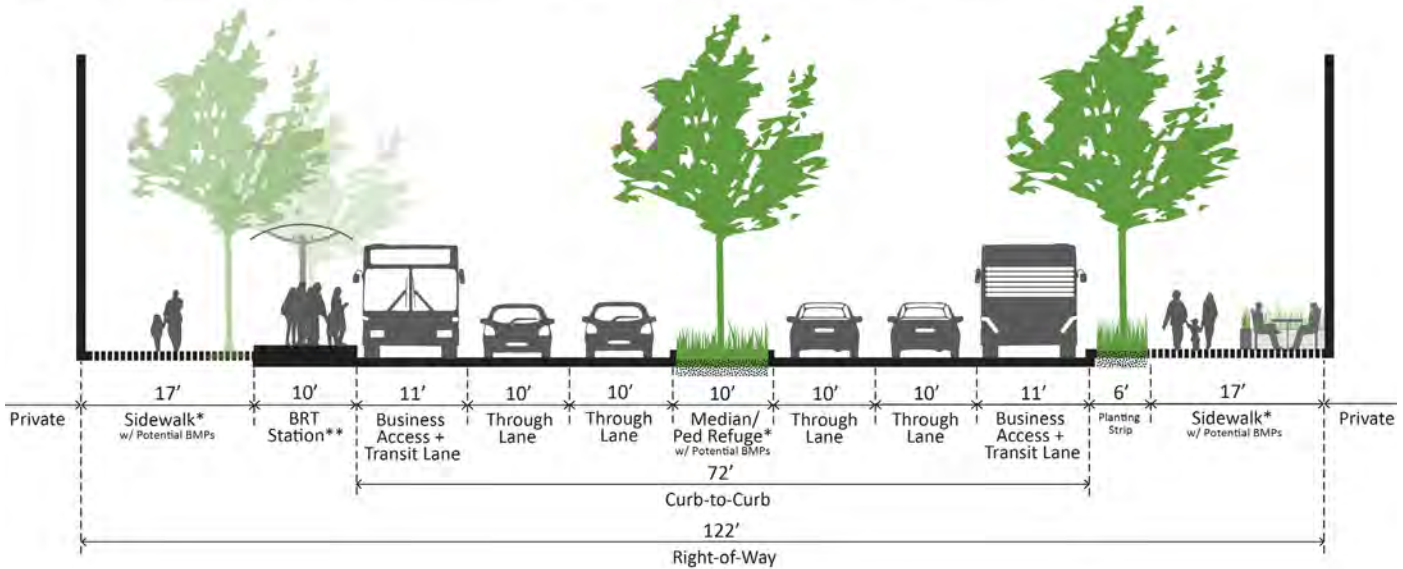 17’ 10’ 11’ 10’ 10’ 10’ 10’ 10’ 11’ 6’ 17’
Private
Sidewalk*
w/ Potential BMPs
BRT
Station**
Business
Access +
Transit Lane
Through
Lane
Through
Lane
Median/
Ped Refuge*
w/ Potential BMPs
Through
Lane
Through
Lane
Business
Access +
Transit Lane
Planting
Strip
Sidewalk*
w/ Potential BMPs
Private
72’
Curb-to-Curb
122’
Right-of-Way